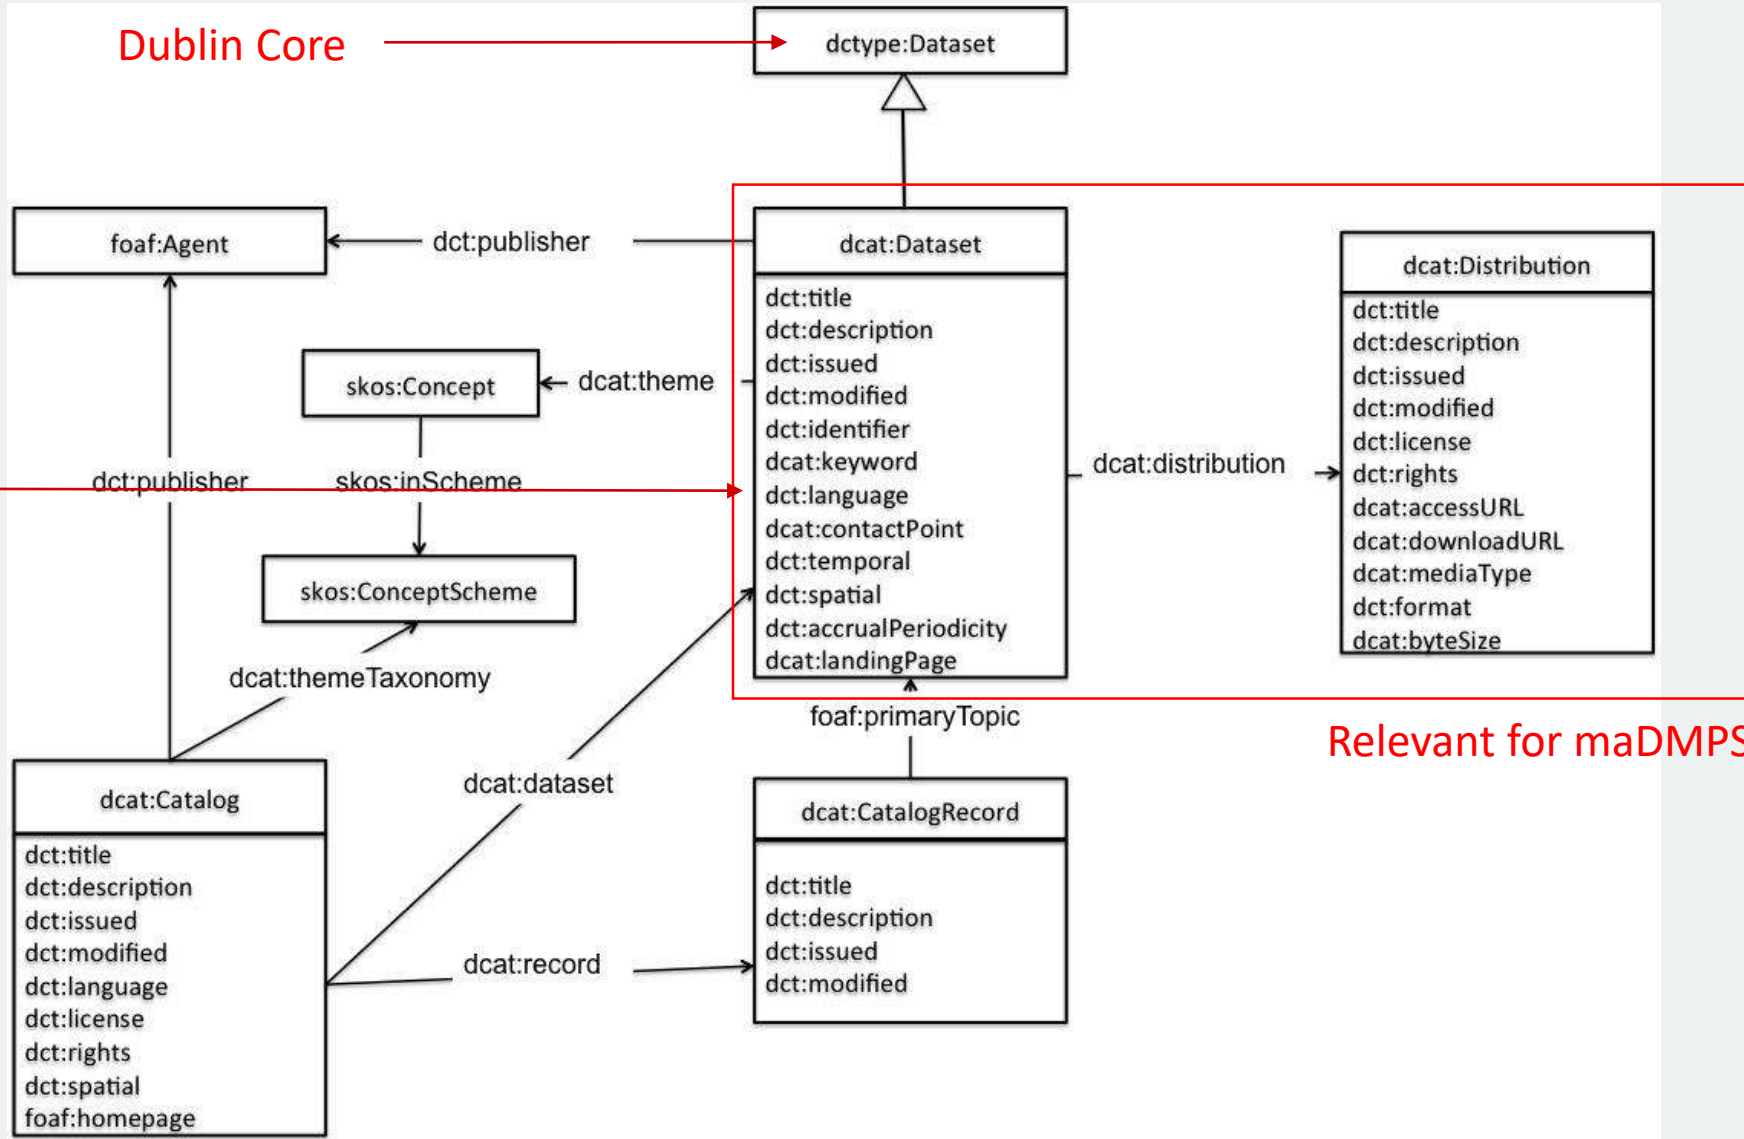 Dublin Core
dctype:Dataset
foaf:Agent
dct:publisher
dcat:Dataset
dct:title
dct:description
dct:issued
dct:modified
dct:identifier
dcat:keyword
dct:language
dcat:contactPoint
dct:temporal
dct:spatial
dct:accrualPeriodicity
dcat:landingPage
dcat:Distribution
dct:title
dct:description
dct:issued
dct:modified
dct:license
dct:rights
dcat:accessURL
dcat:downloadURL
dcat:mediaType
dct:format
dcat:byteSize
skos:Concept
dcat:theme
dcat:distribution
dct:publisher
skos:inScheme
skos:ConceptScheme
dcat:themeTaxonomy
foaf:primaryTopic
Relevant for maDMPS
dcat:Catalog
dct:title
dct:description
dct:issued
dct:modified
dct:language
dct:license
dct:rights
dct:spatial
foaf:homepage
dcat:dataset
dcat:record
dcat:CatalogRecord
dct:title
dct:description
dct:issued
dct:modified